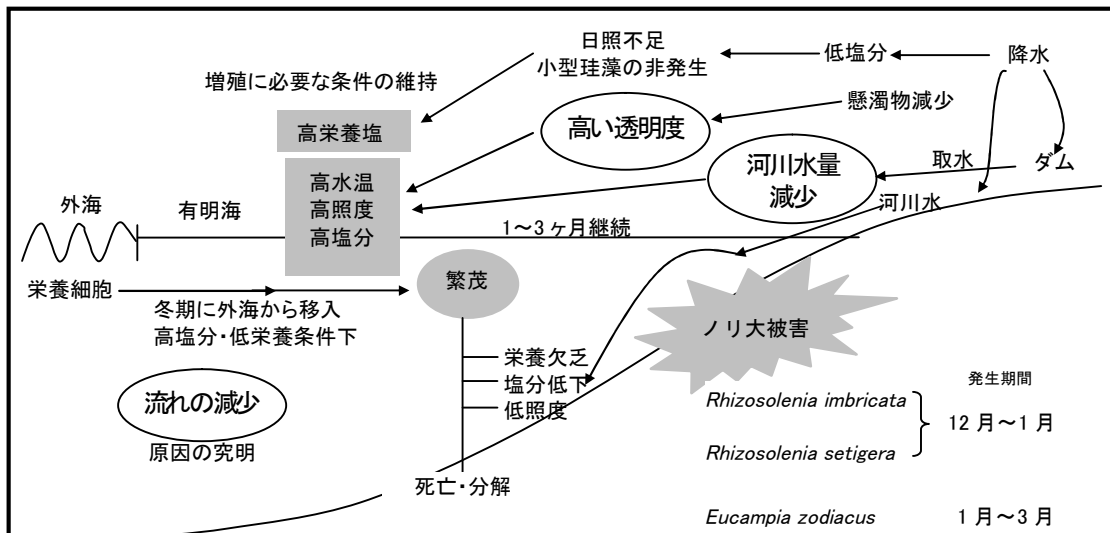 日照不足
小型珪藻の非発生
低塩分
降水
増殖に必要な条件の維持
懸濁物減少
高栄養塩
高い透明度
河川水量
減少
取水
ダム
高水温
高照度
高塩分
外海
有明海
河川水
1～3ヶ月継続
栄養細胞
繁茂
冬期に外海から移入
高塩分・低栄養条件下
ノリ大被害
栄養欠乏
塩分低下
低照度
流れの減少
原因の究明
死亡・分解
発生期間
Rhizosolenia imbricata
12月～1月
Rhizosolenia setigera
Eucampia zodiacus 1月～3月